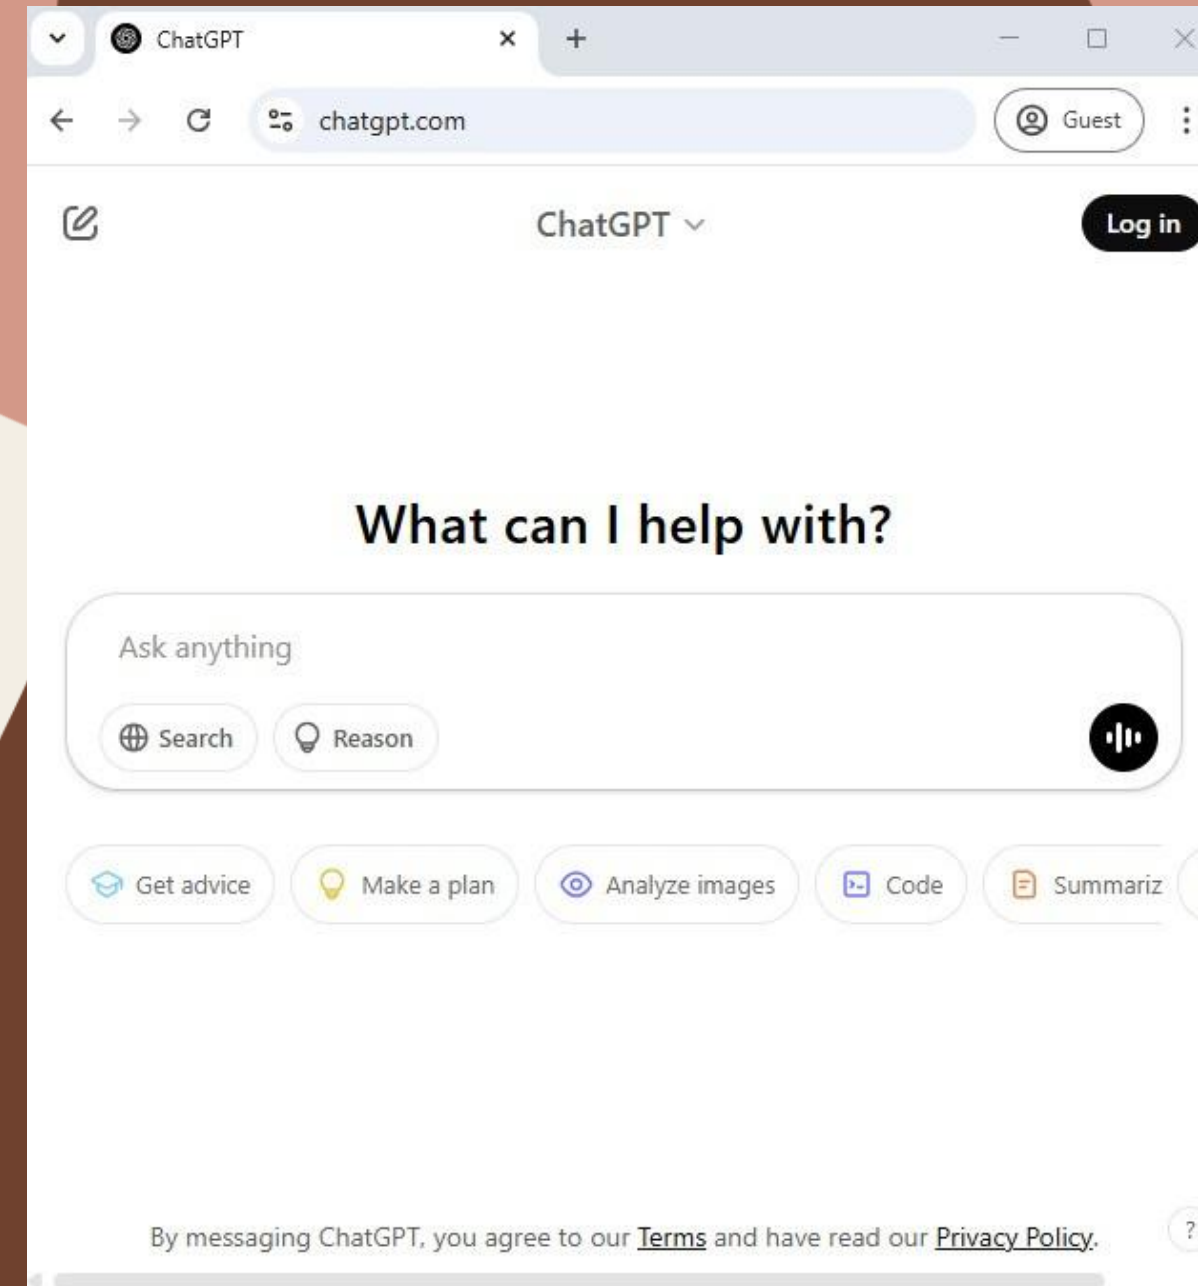 ChatGPT
chatgpt.com
Guest
ChatGPT
Log in
What can I help with?
Ask anything
Search Reason
Get advice Make a plan Analyze images Code Summariz
By messaging ChatGPT, you agree to our Terms and have read our Privacy Policy.
?